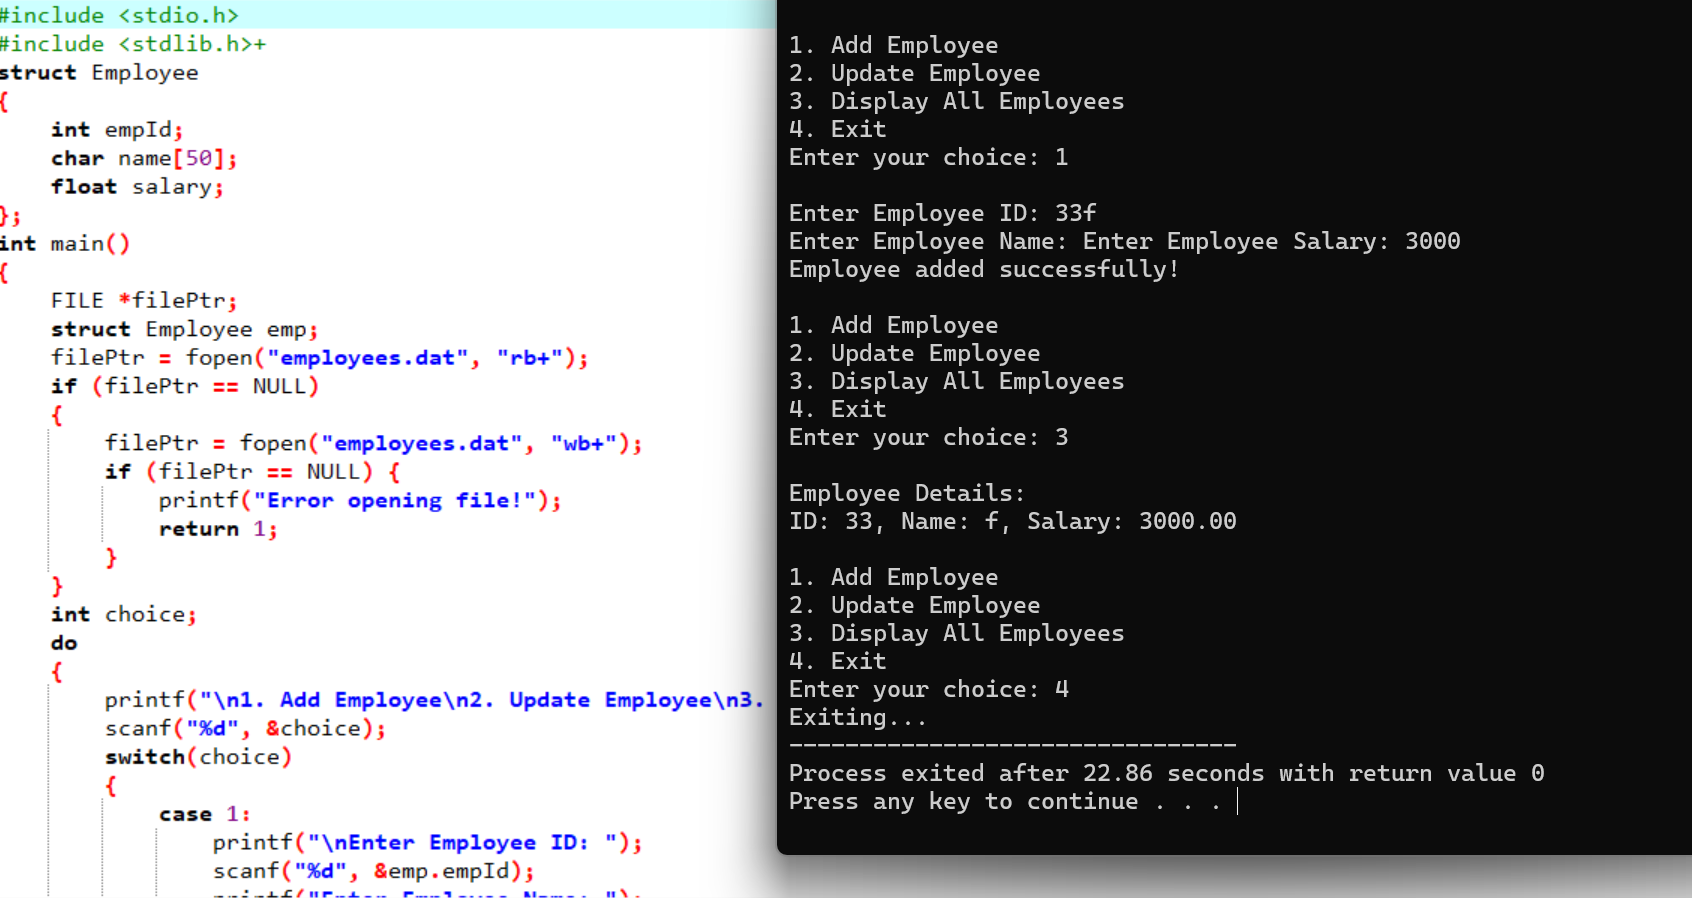 #include <stdio.h>
#include <stdlib.h>+
struct Employee
{
    int empId;
    char name[50];
    float salary;
};
int main()
{
    FILE *filePtr;
    struct Employee emp;
    filePtr = fopen("employees.dat", "rb+");
    if (filePtr == NULL)
    {
        filePtr = fopen("employees.dat", "wb+");
        if (filePtr == NULL) {
            printf("Error opening file!");
            return 1;
        }
    }
    int choice;
    do
    {
        printf("\n1. Add Employee\n2. Update Employee\n3.
        scanf("%d", &choice);
        switch(choice)
        {
            case 1:
                printf("\nEnter Employee ID: ");
                scanf("%d", &emp.empId);
                printf("Enter Employee Name: ");
1. Add Employee
2. Update Employee
3. Display All Employees
4. Exit
Enter your choice: 1
Enter Employee ID: 33f
Enter Employee Name: Enter Employee Salary: 3000
Employee added successfully!
1. Add Employee
2. Update Employee
3. Display All Employees
4. Exit
Enter your choice: 3
Employee Details:
ID: 33, Name: f, Salary: 3000.00
1. Add Employee
2. Update Employee
3. Display All Employees
4. Exit
Enter your choice: 4
Exiting...
--------------------------------
Process exited after 22.86 seconds with return value 0
Press any key to continue . . .